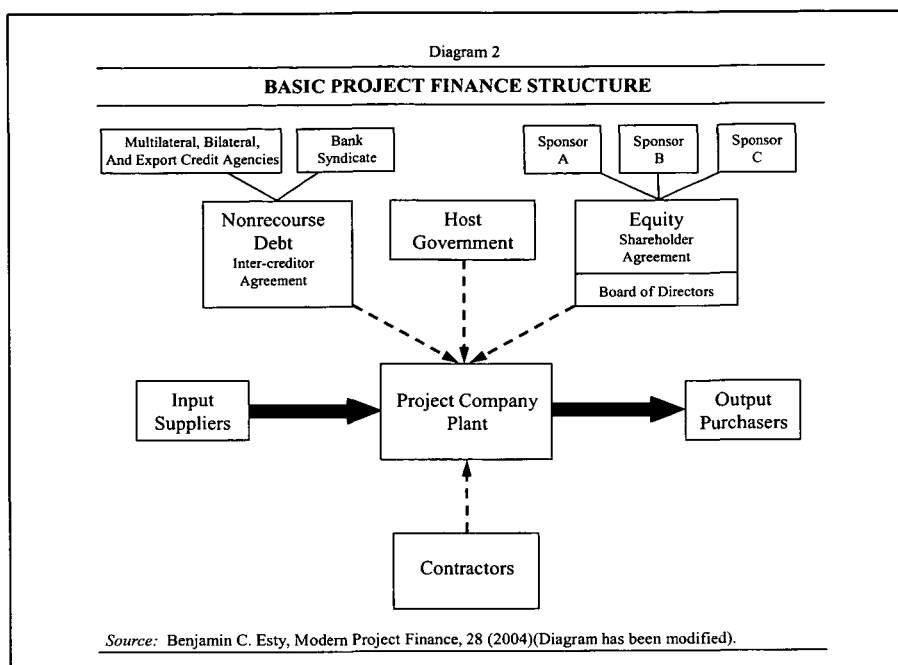 Diagram 2
BASIC PROJECT FINANCE STRUCTURE
Multilateral, Bilateral,
And Export Credit Agencies
Bank
Syndicate
Sponsor
A
Sponsor
B
Sponsor
C
Nonrecourse
Debt
Inter-creditor
Agreement
Host
Government
Equity
Shareholder
Agreement
Board of Directors
Input
Suppliers
Project Company
Plant
Output
Purchasers
Contractors
Source: Benjamin C. Esty, Modern Project Finance, 28 (2004)(Diagram has been modified).